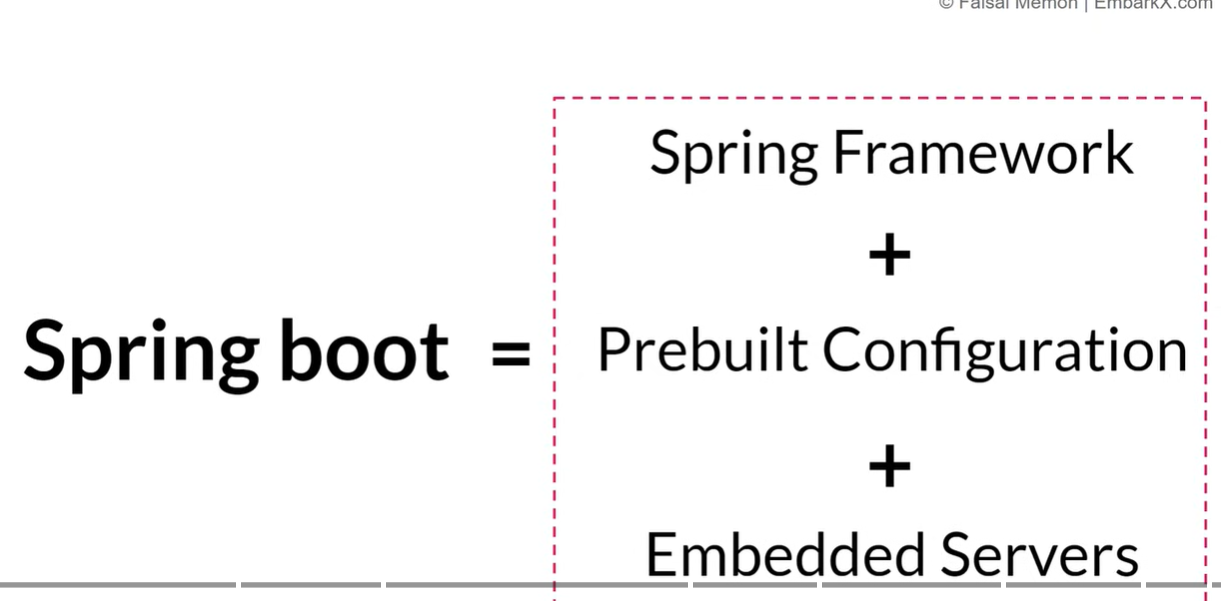 © Faisal Memon | EmbarkX.com
Spring Framework
+
Spring boot = Prebuilt Configuration
+
Embedded Servers